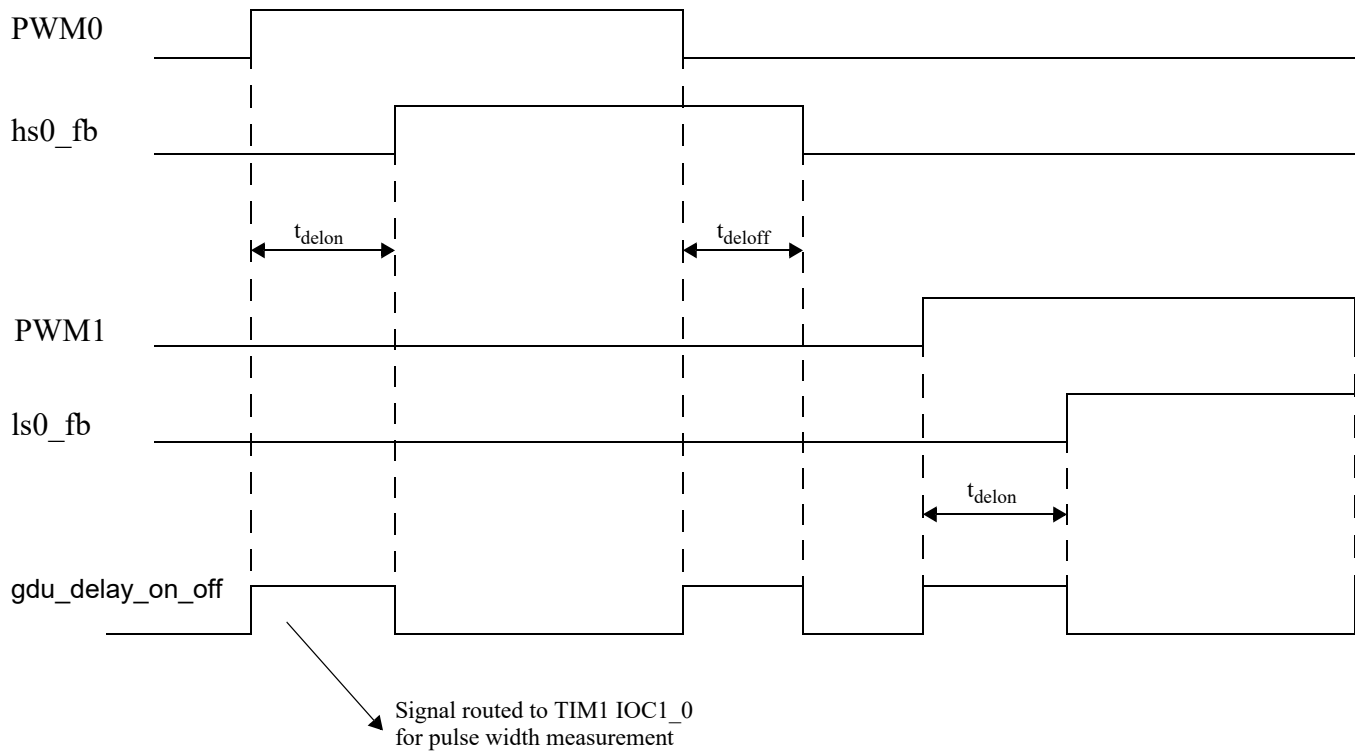 PWM0
hs0_fb
tdelon
tdeloff
PWM1
ls0_fb
tdelon
gdu_delay_on_off
Signal routed to TIM1 IOC1_0
for pulse width measurement